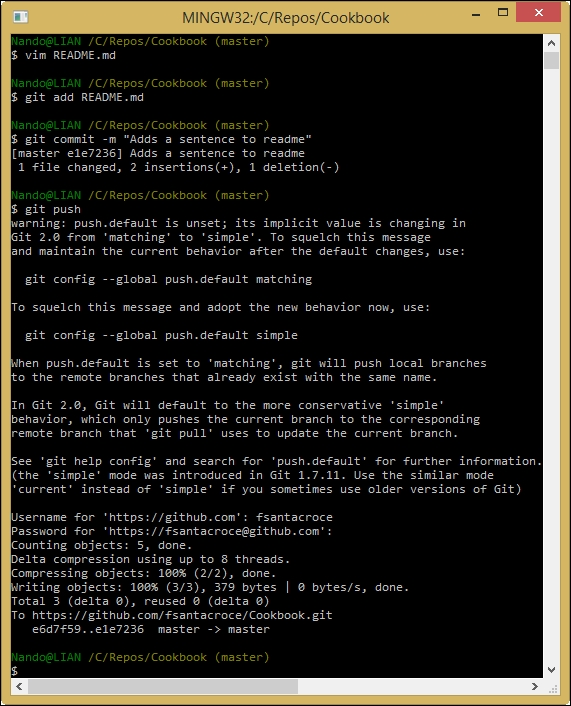 MINGW32:/C/Repos/Cookbook
Nando@LIAN /C/Repos/Cookbook (master)
$ vim README.md
Nando@LIAN /C/Repos/Cookbook (master)
$ git add README.md
Nando@LIAN /C/Repos/Cookbook (master)
$ git commit -m "Adds a sentence to readme"
[master e1e7236] Adds a sentence to readme
 1 file changed, 2 insertions(+), 1 deletion(-)
Nando@LIAN /C/Repos/Cookbook (master)
$ git push
warning: push.default is unset; its implicit value is changing in
Git 2.0 from 'matching' to 'simple'. To squelch this message
and maintain the current behavior after the default changes, use:
  git config --global push.default matching
To squelch this message and adopt the new behavior now, use:
  git config --global push.default simple
When push.default is set to 'matching', git will push local branches
to the remote branches that already exist with the same name.
In Git 2.0, Git will default to the more conservative 'simple'
behavior, which only pushes the current branch to the corresponding
remote branch that 'git pull' uses to update the current branch.
See 'git help config' and search for 'push.default' for further information.
(the 'simple' mode was introduced in Git 1.7.11. Use the similar mode
'current' instead of 'simple' if you sometimes use older versions of Git)
Username for 'https://github.com': fsantacroce
Password for 'https://fsantacroce@github.com':
Counting objects: 5, done.
Delta compression using up to 8 threads.
Compressing objects: 100% (2/2), done.
Writing objects: 100% (3/3), 379 bytes | 0 bytes/s, done.
Total 3 (delta 0), reused 0 (delta 0)
To https://github.com/fsantacroce/Cookbook.git
   e6d7f59..e1e7236  master -> master
Nando@LIAN /C/Repos/Cookbook (master)
$